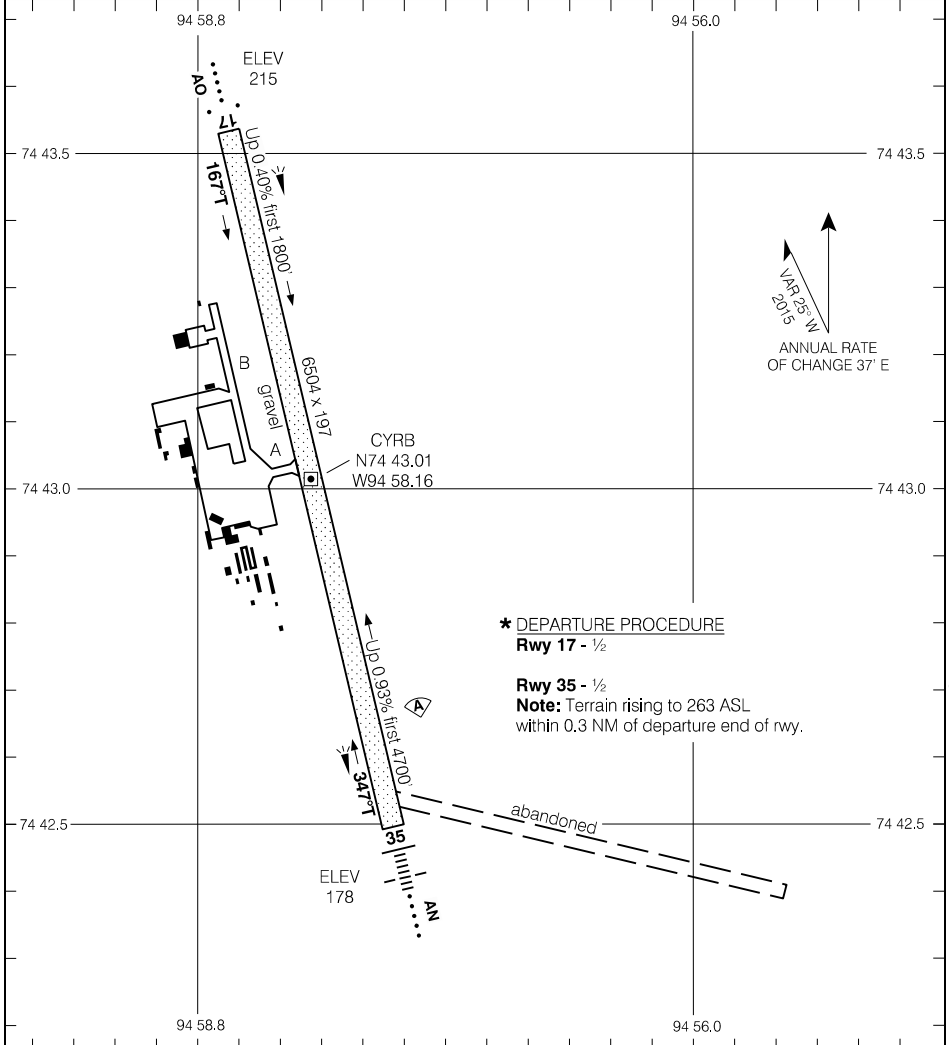 94 58.8
94 56.0
ELEV
215
AO
17
Up 0.40% first 1800'
74 43.5
74 43.5
167°T
VAR 25° W
2015
ANNUAL RATE
OF CHANGE 37' E
B
gravel
6504 x 197
A
CYRB
N74 43.01
W94 58.16
74 43.0
74 43.0
* DEPARTURE PROCEDURE
Rwy 17 - ½
Rwy 35 - ½
Note: Terrain rising to 263 ASL
within 0.3 NM of departure end of rwy.
Up 0.93% first 4700'
A
347°T
abandoned
74 42.5
74 42.5
35
ELEV
178
AN
94 58.8
94 56.0